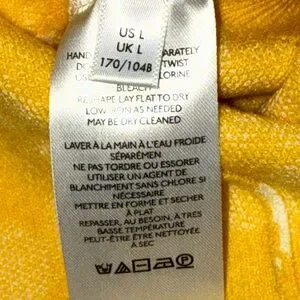 US L
UK L
170/104B
HAND
ARATELY
DO
TWIST
LORINE
BLEACH
RESHAPE LAY FLAT TO DRY
LOW IRON AS NEEDED
MAY BE DRY CLEANED
LAVER À LA MAIN À L'EAU FROIDE
SÉPARÉMEN
NE PAS TORDRE OU ESSORER
UTILISER UN AGENT DE
BLANCHIMENT SANS CHLORE SI
NÉCESSAIRE
METTRE EN FORME ET SÉCHER
À PLAT
REPASSER, AU BESOIN, À TRÈS
BASSE TEMPÉRATURE
PEUT-ÊTRE ÊTRE NETTOYÉE
À SEC